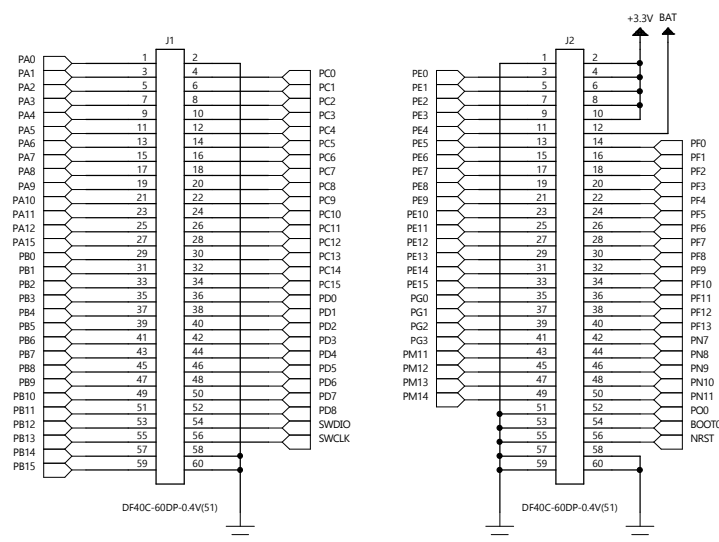 J1
PA0 1 2
PA1 3 4 PC0
PA2 5 6 PC1
PA3 7 8 PC2
PA4 9 10 PC3
PA5 11 12 PC4
PA6 13 14 PC5
PA7 15 16 PC6
PA8 17 18 PC7
PA9 19 20 PC8
PA10 21 22 PC9
PA11 23 24 PC10
PA12 25 26 PC11
PA15 27 28 PC12
PB0 29 30 PC13
PB1 31 32 PC14
PB2 33 34 PC15
PB3 35 36 PD0
PB4 37 38 PD1
PB5 39 40 PD2
PB6 41 42 PD3
PB7 43 44 PD4
PB8 45 46 PD5
PB9 47 48 PD6
PB10 49 50 PD7
PB11 51 52 PD8
PB12 53 54 SWDIO
PB13 55 56 SWCLK
PB14 57 58
PB15 59 60
DF40C-60DP-0.4V(51)
+3.3V BAT
J2
1 2
PE0 3 4
PE1 5 6
PE2 7 8
PE3 9 10
PE4 11 12
PE5 13 14 PF0
PE6 15 16 PF1
PE7 17 18 PF2
PE8 19 20 PF3
PE9 21 22 PF4
PE10 23 24 PF5
PE11 25 26 PF6
PE12 27 28 PF7
PE13 29 30 PF8
PE14 31 32 PF9
PE15 33 34 PF10
PG0 35 36 PF11
PG1 37 38 PF12
PG2 39 40 PF13
PG3 41 42 PN7
PM11 43 44 PN8
PM12 45 46 PN9
PM13 47 48 PN10
PM14 49 50 PN11
51 52 PO0
53 54 BOOT0
55 56 NRST
57 58
59 60
DF40C-60DP-0.4V(51)